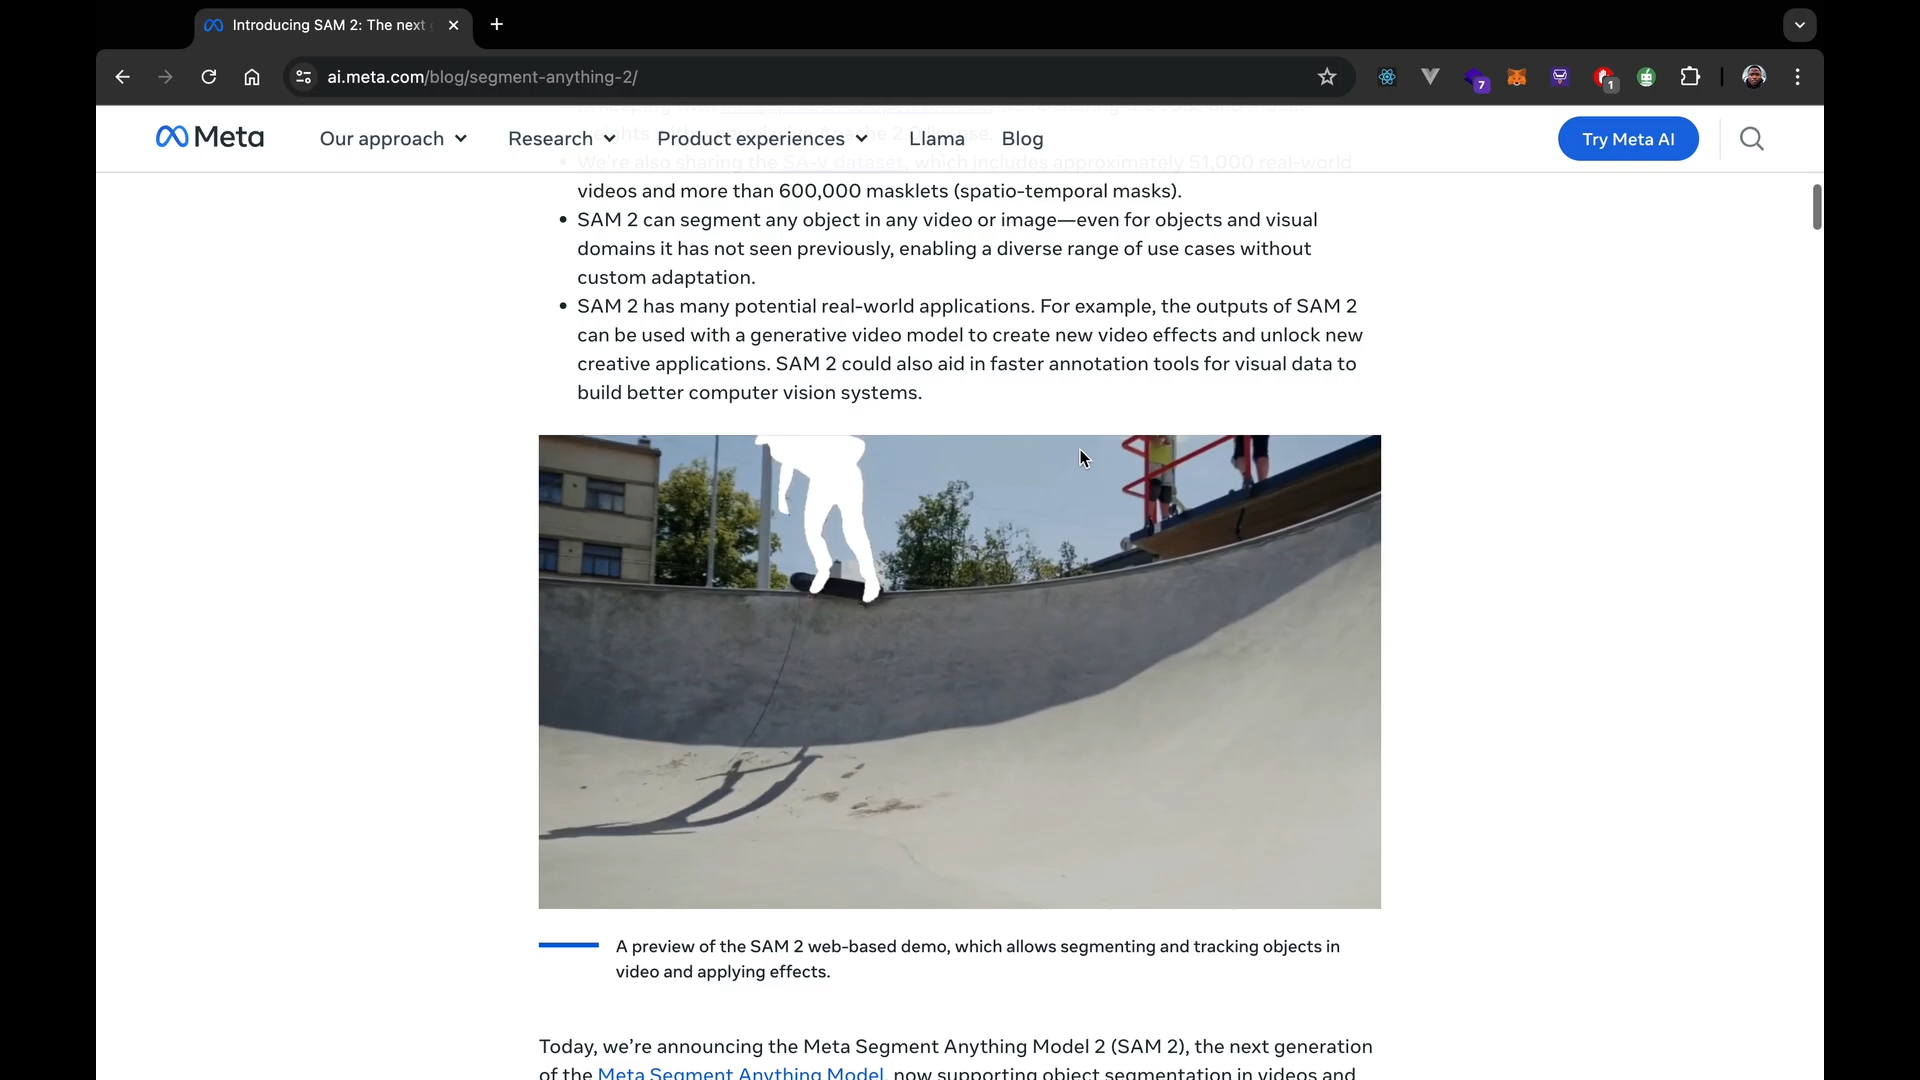 Introducing SAM 2: The next
ai.meta.com/blog/segment-anything-2/
7
1
Meta
Our approach
Research
Product experiences
Llama
Blog
Try Meta AI
We're also sharing the SA-V dataset, which includes approximately 51,000 real-world
videos and more than 600,000 masklets (spatio-temporal masks).
• SAM 2 can segment any object in any video or image—even for objects and visual
domains it has not seen previously, enabling a diverse range of use cases without
custom adaptation.
• SAM 2 has many potential real-world applications. For example, the outputs of SAM 2
can be used with a generative video model to create new video effects and unlock new
creative applications. SAM 2 could also aid in faster annotation tools for visual data to
build better computer vision systems.
A preview of the SAM 2 web-based demo, which allows segmenting and tracking objects in
video and applying effects.
Today, we’re announcing the Meta Segment Anything Model 2 (SAM 2), the next generation
of the Meta Segment Anything Model, now supporting object segmentation in videos and